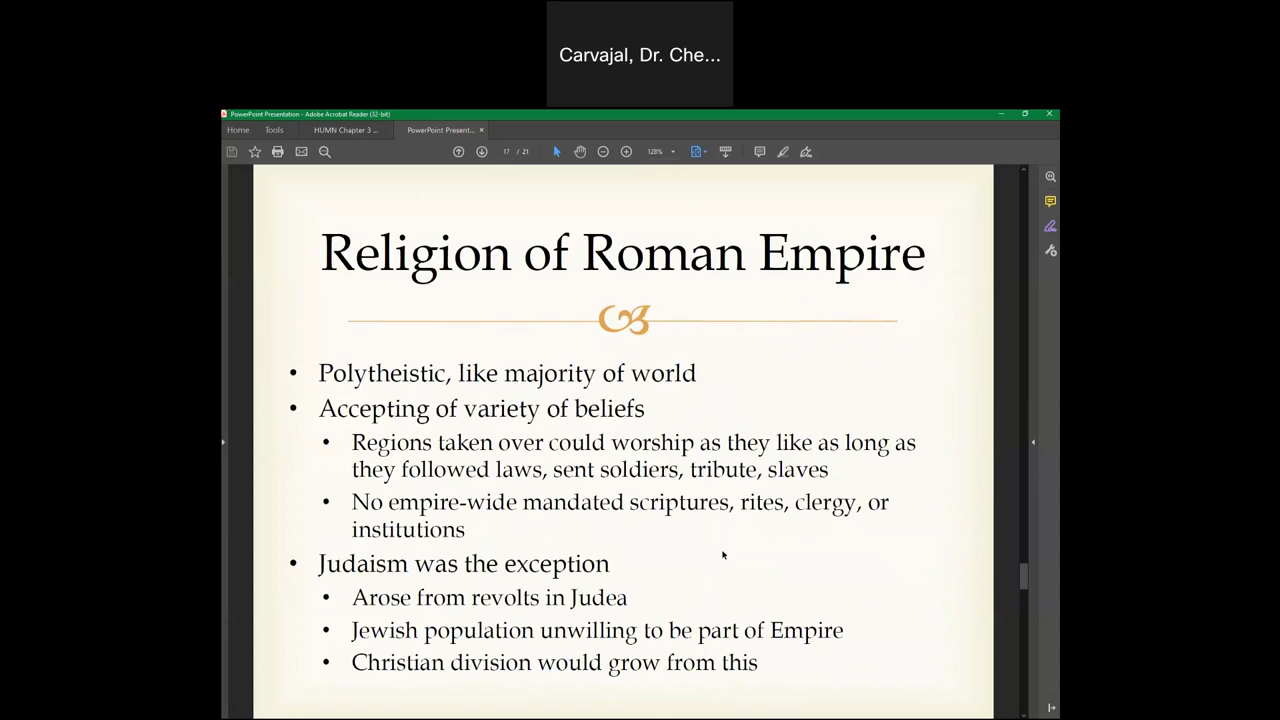 Carvajal, Dr. Che...
PowerPoint Presentation - Adobe Acrobat Reader (32-bit)
Home Tools HUMN Chapter 3 ... PowerPoint Present... ×
17 / 21 128%
Religion of Roman Empire
• Polytheistic, like majority of world
• Accepting of variety of beliefs
• Regions taken over could worship as they like as long as
they followed laws, sent soldiers, tribute, slaves
• No empire-wide mandated scriptures, rites, clergy, or
institutions
• Judaism was the exception
• Arose from revolts in Judea
• Jewish population unwilling to be part of Empire
• Christian division would grow from this